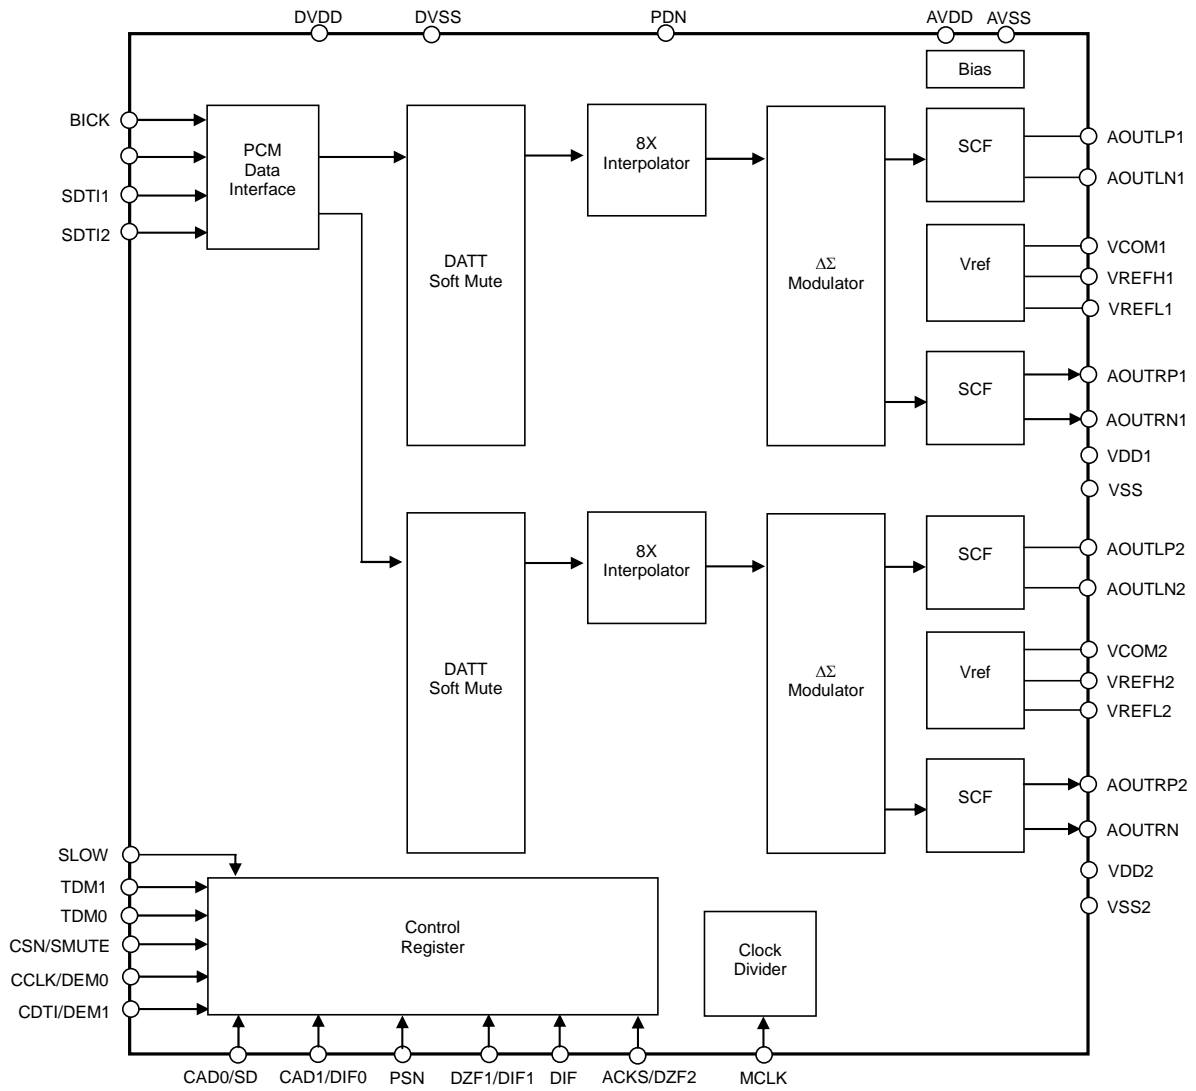 DVDD
DVSS
PDN
AVDD
AVSS
Bias
BICK
SDTI1
SDTI2
PCM
Data
Interface
DATT
Soft Mute
8X
Interpolator
ΔΣ
Modulator
SCF
AOUTLP1
AOUTLN1
Vref
VCOM1
VREFH1
VREFL1
SCF
AOUTRP1
AOUTRN1
VDD1
VSS
DATT
Soft Mute
8X
Interpolator
ΔΣ
Modulator
SCF
AOUTLP2
AOUTLN2
Vref
VCOM2
VREFH2
VREFL2
SCF
AOUTRP2
AOUTRN
VDD2
VSS2
SLOW
TDM1
TDM0
CSN/SMUTE
CCLK/DEM0
CDTI/DEM1
Control
Register
Clock
Divider
CAD0/SD
CAD1/DIF0
PSN
DZF1/DIF1
DIF
ACKS/DZF2
MCLK